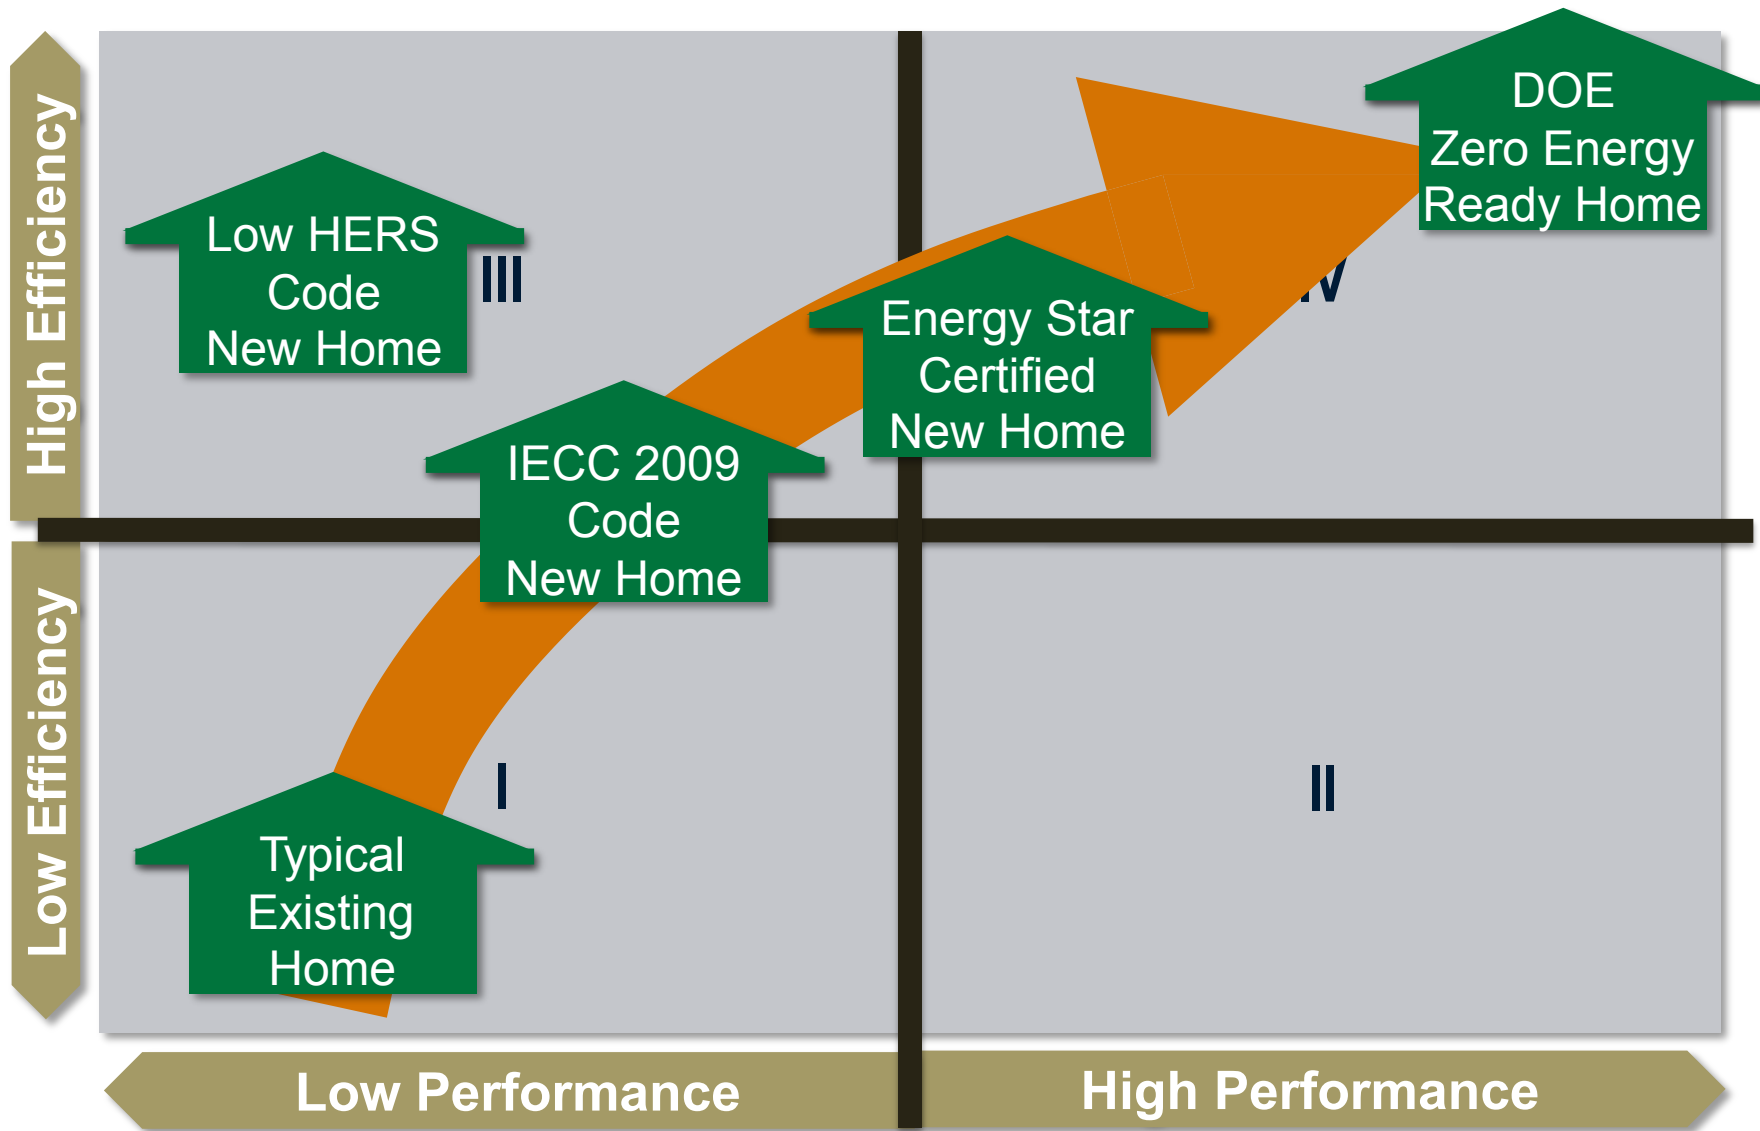 High Efficiency
Low Efficiency
DOE
Zero Energy
Ready Home
Low HERS
Code
New Home
III
IV
Energy Star
Certified
New Home
IECC 2009
Code
New Home
I
II
Typical
Existing
Home
Low Performance
High Performance